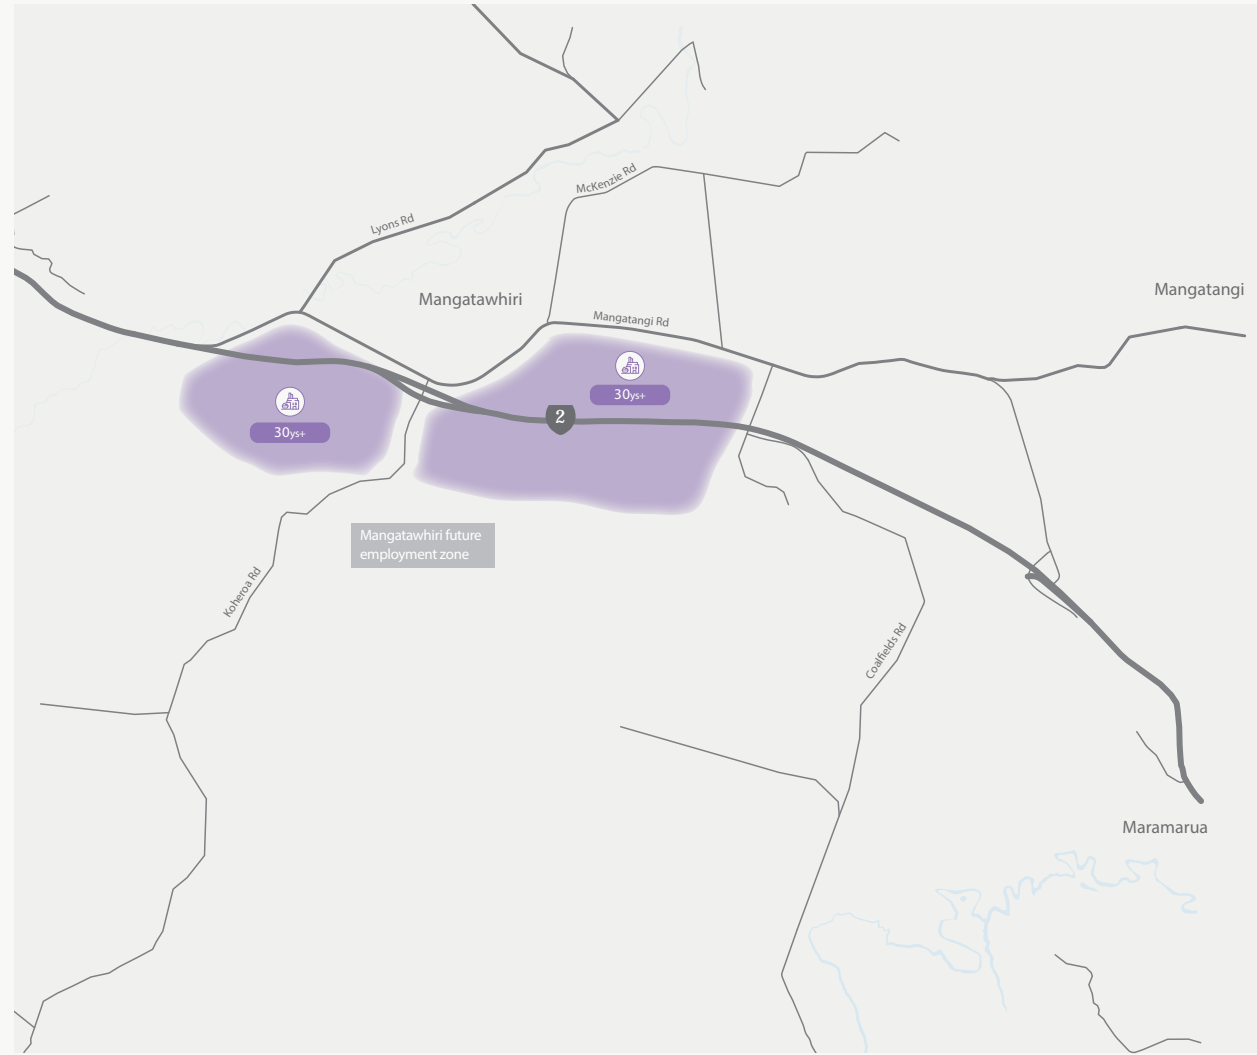 McKenzie Rd
Lyons Rd
Mangatawhiri
Mangatangi
Mangatangi Rd
30ys+
2
30ys+
Mangatawhiri future
employment zone
Koheroa Rd
Coalfields Rd
Maramarua